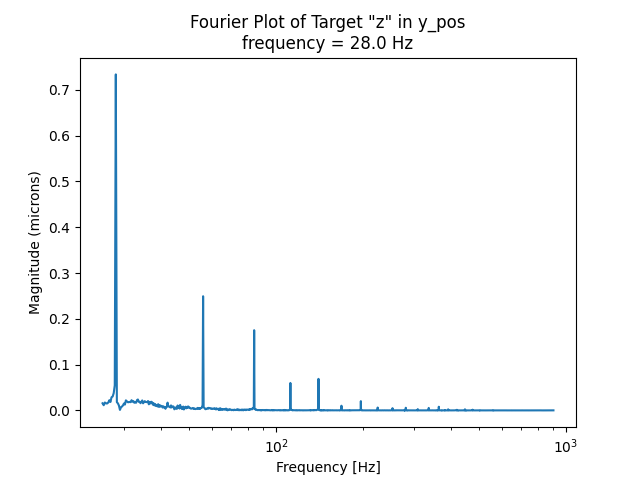 Fourier Plot of Target "z" in y_pos
frequency = 28.0 Hz
Magnitude (microns)
0.7
0.6
0.5
0.4
0.3
0.2
0.1
0.0
10²
10³
Frequency [Hz]